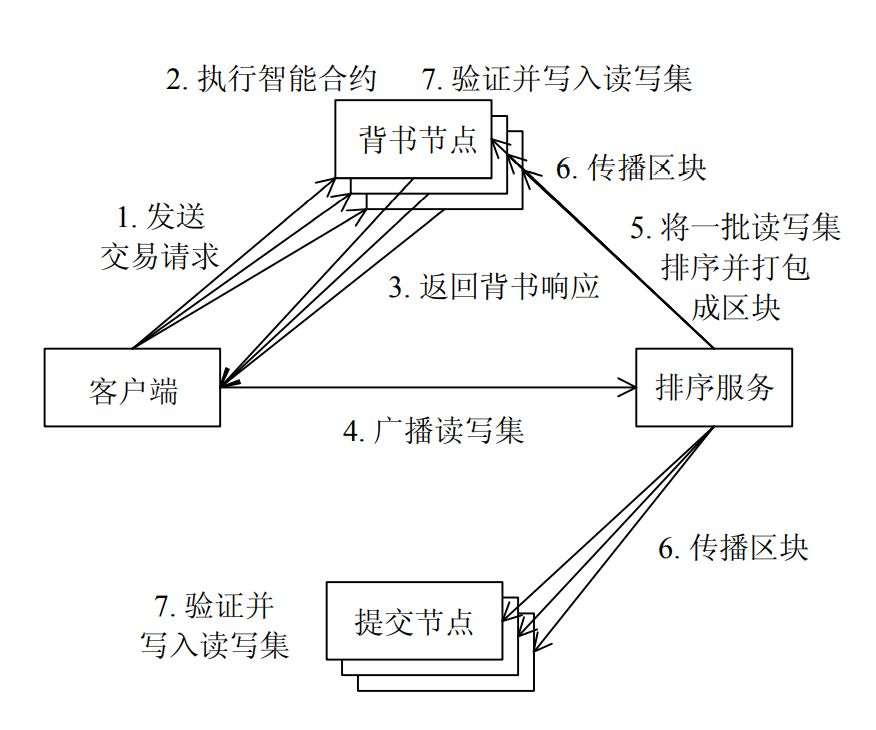 2. 执行智能合约
7. 验证并写入读写集
背书节点
6. 传播区块
1. 发送
交易请求
5. 将一批读写集
排序并打包
成区块
3. 返回背书响应
客户端
排序服务
4. 广播读写集
6. 传播区块
7. 验证并
写入读写集
提交节点